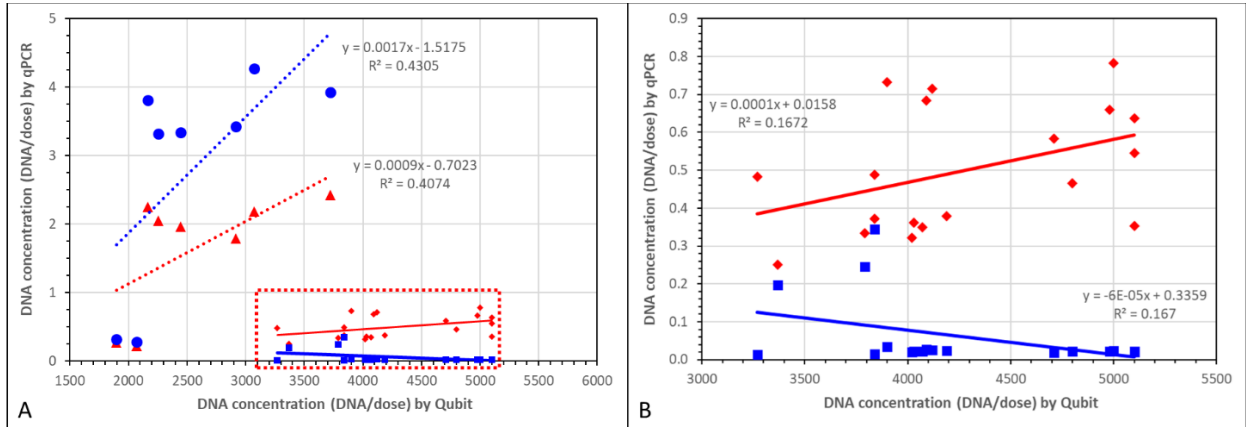 DNA concentration (DNA/dose) by qPCR
5
4
3
2
1
0
y = 0.0017x - 1.5175
R² = 0.4305
y = 0.0009x - 0.7023
R² = 0.4074
1500 2000 2500 3000 3500 4000 4500 5000 5500 6000
DNA concentration (DNA/dose) by Qubit
A
DNA concentration (DNA/dose) by qPCR
0.9
0.8
0.7
0.6
0.5
0.4
0.3
0.2
0.1
0.0
y = 0.0001x + 0.0158
R² = 0.1672
y = -6E-05x + 0.3359
R² = 0.167
3000 3500 4000 4500 5000 5500
DNA concentration (DNA/dose) by Qubit
B